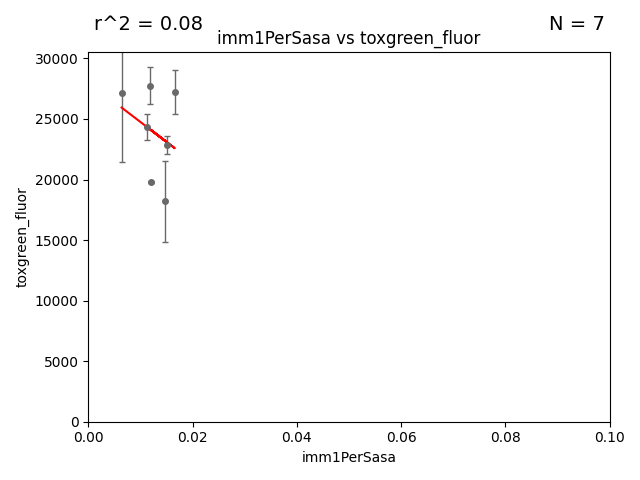 r^2 = 0.08
N = 7
imm1PerSasa vs toxgreen_fluor
30000
25000
20000
15000
10000
5000
0
toxgreen_fluor
0.00
0.02
0.04
0.06
0.08
0.10
imm1PerSasa